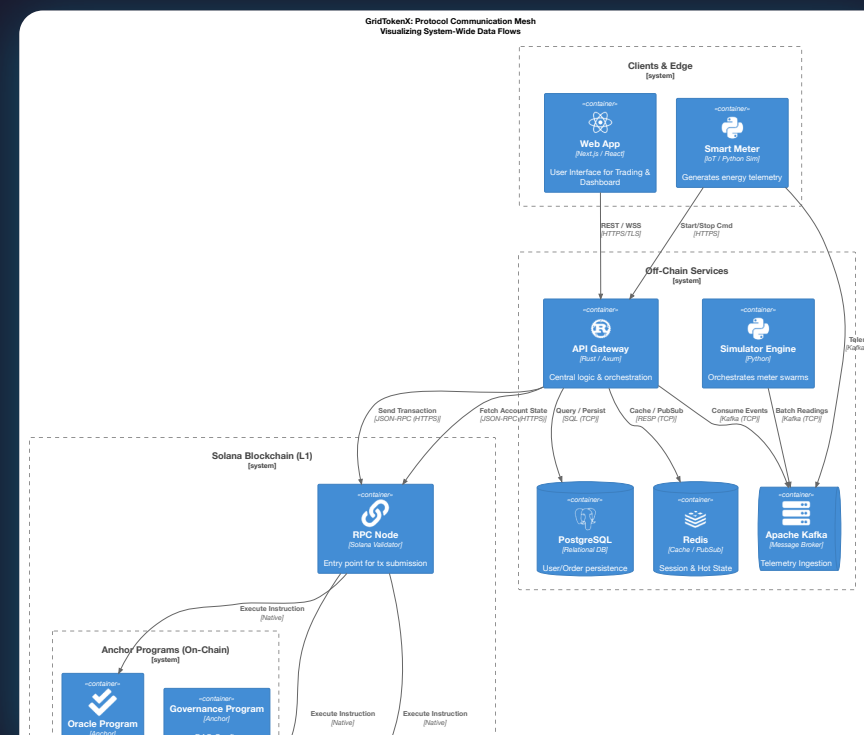 GridTokenX: Protocol Communication Mesh
Visualizing System-Wide Data Flows
Clients & Edge
[system]
«container»
Web App
[Next.js / React]
User Interface for Trading &
Dashboard
«container»
Smart Meter
[IoT / Python Sim]
Generates energy telemetry
REST / WSS
[HTTPS/TLS]
Start/Stop Cmd
[HTTPS]
Off-Chain Services
[system]
«container»
API Gateway
[Rust / Axum]
Central logic & orchestration
«container»
Simulator Engine
[Python]
Orchestrates meter swarms
Send Transaction
[JSON-RPC (HTTPS)]
Fetch Account State
[JSON-RPC (HTTPS)]
Query / Persist
[SQL (TCP)]
Cache / PubSub
[RESP (TCP)]
Consume Events
[Kafka (TCP)]
Batch Readings
[Kafka (TCP)]
Solana Blockchain (L1)
[system]
«container»
RPC Node
[Solana Validator]
Entry point for tx submission
«container»
PostgreSQL
[Relational DB]
User/Order persistence
«container»
Redis
[Cache / PubSub]
Session & Hot State
«container»
Apache Kafka
[Message Broker]
Telemetry Ingestion
Execute Instruction
[Native]
Anchor Programs (On-Chain)
[system]
«container»
Oracle Program
[Anchor]
«container»
Governance Program
[Anchor]
Execute Instruction
[Native]
Execute Instruction
[Native]